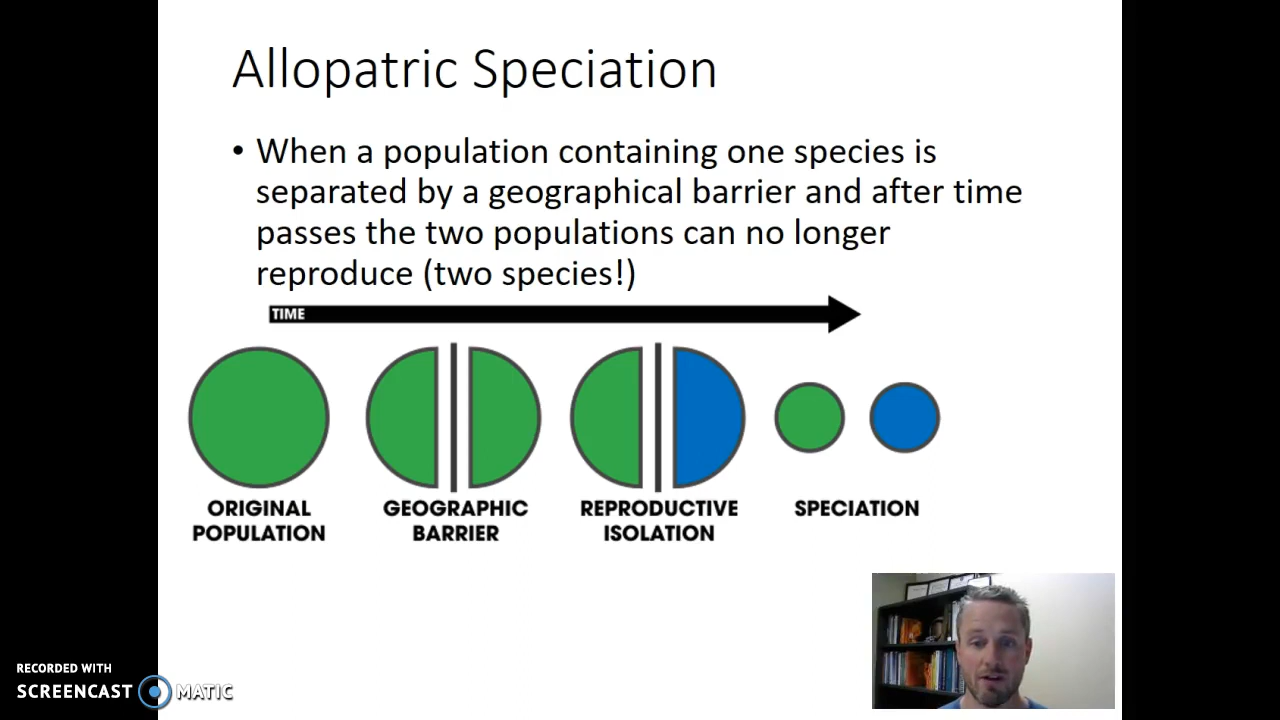 Allopatric Speciation
• When a population containing one species is
separated by a geographical barrier and after time
passes the two populations can no longer
reproduce (two species!)
TIME
ORIGINAL
POPULATION
GEOGRAPHIC
BARRIER
REPRODUCTIVE
ISOLATION
SPECIATION
RECORDED WITH
SCREENCAST MATIC